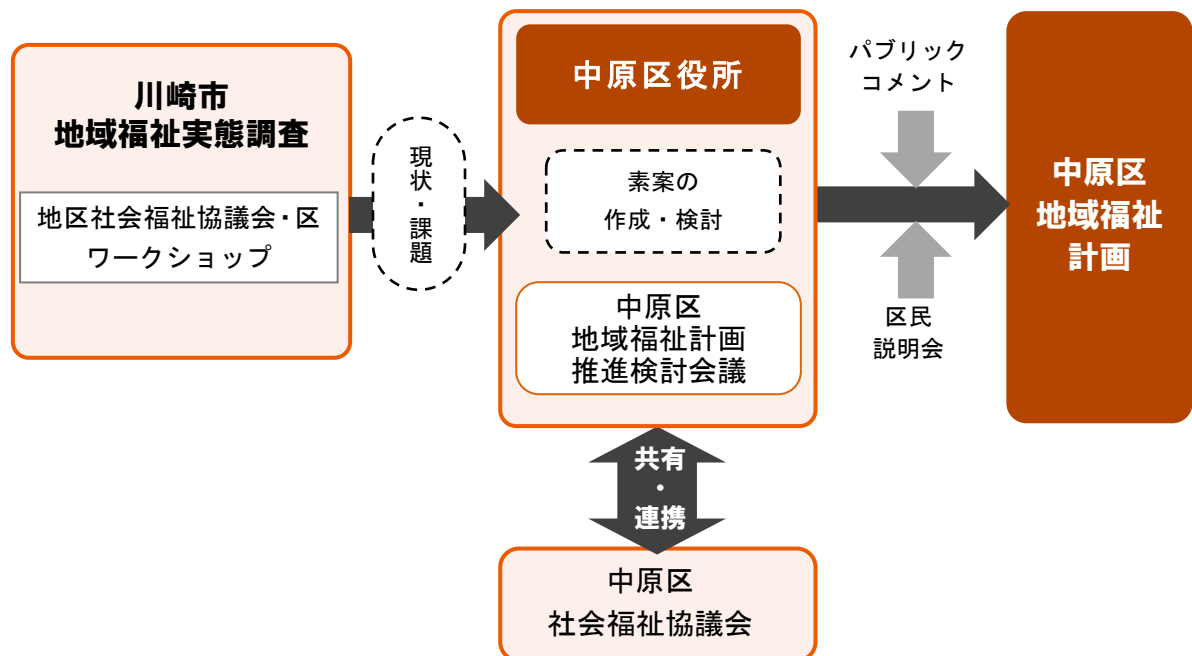 川崎市
地域福祉実態調査
地区社会福祉協議会・区
ワークショップ
現状・課題
中原区役所
素案の
作成・検討
中原区
地域福祉計画
推進検討会議
共有
・
連携
中原区
社会福祉協議会
パブリック
コメント
区民
説明会
中原区
地域福祉
計画